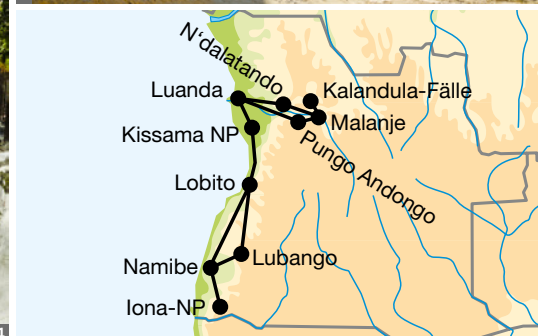 N‘dalatando
Luanda
Kalandula-Fälle
Malanje
Kissama NP
Pungo Andongo
Lobito
Lubango
Namibe
Iona-NP